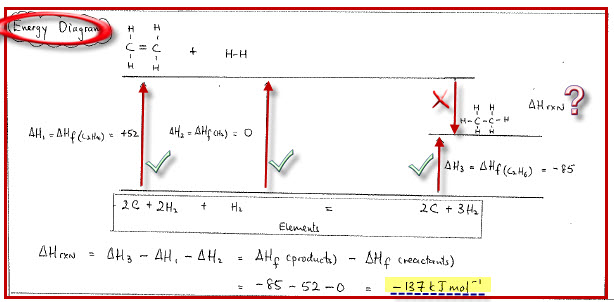 Energy Diagram
H H
C = C + H-H
H H
ΔHrxn ?
H H
H-C-C-H
H H
ΔH₁ = ΔHf(C₂H₄) = +52
ΔH₂ = ΔHf(H₂) = 0
ΔH₃ = ΔHf(C₂H₆) = -85
2C + 2H₂ + H₂ = 2C + 3H₂
Elements
ΔHrxn = ΔH₃ - ΔH₁ - ΔH₂ = ΔHf (products) - ΔHf (reactants)
= -85 - 52 - 0 = -137 kJ mol⁻¹